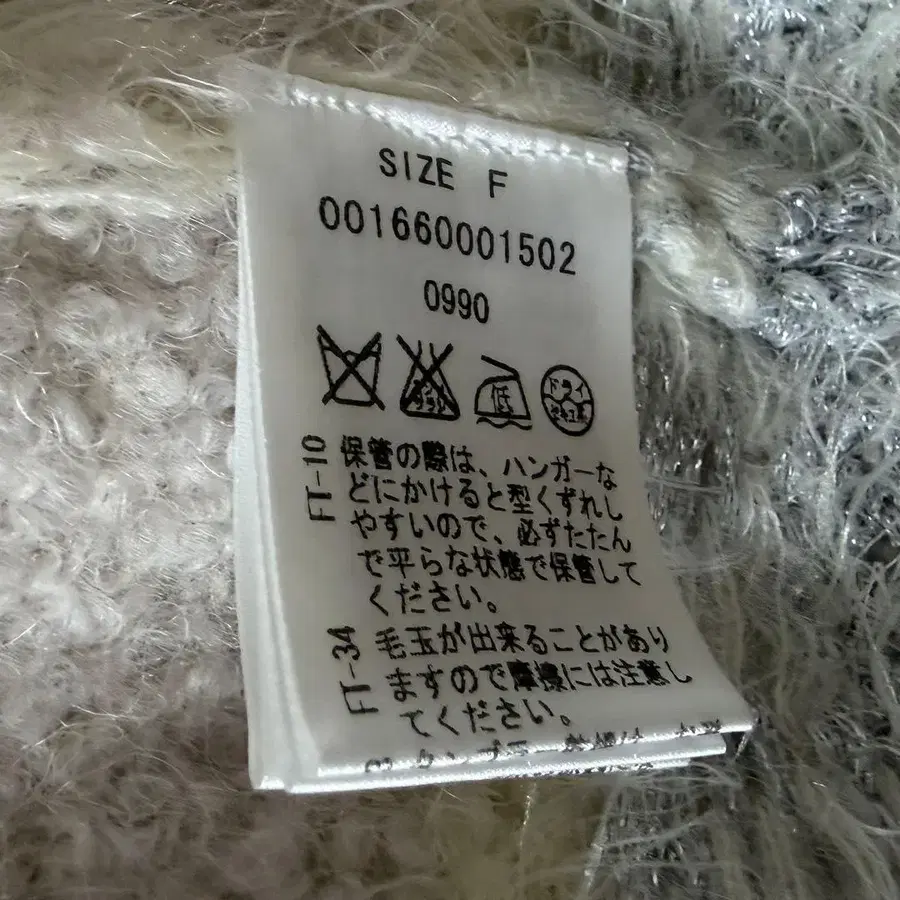 SIZE F
001660001502
0990
低
ドライ
FT-10
保管の際は、ハンガーな
どにかけると型くずれし
やすいので、必ずたたん
で平らな状態で保管して
ください。
FT-34
毛玉が出来ることがあり
ますので摩擦には注意し
てください。